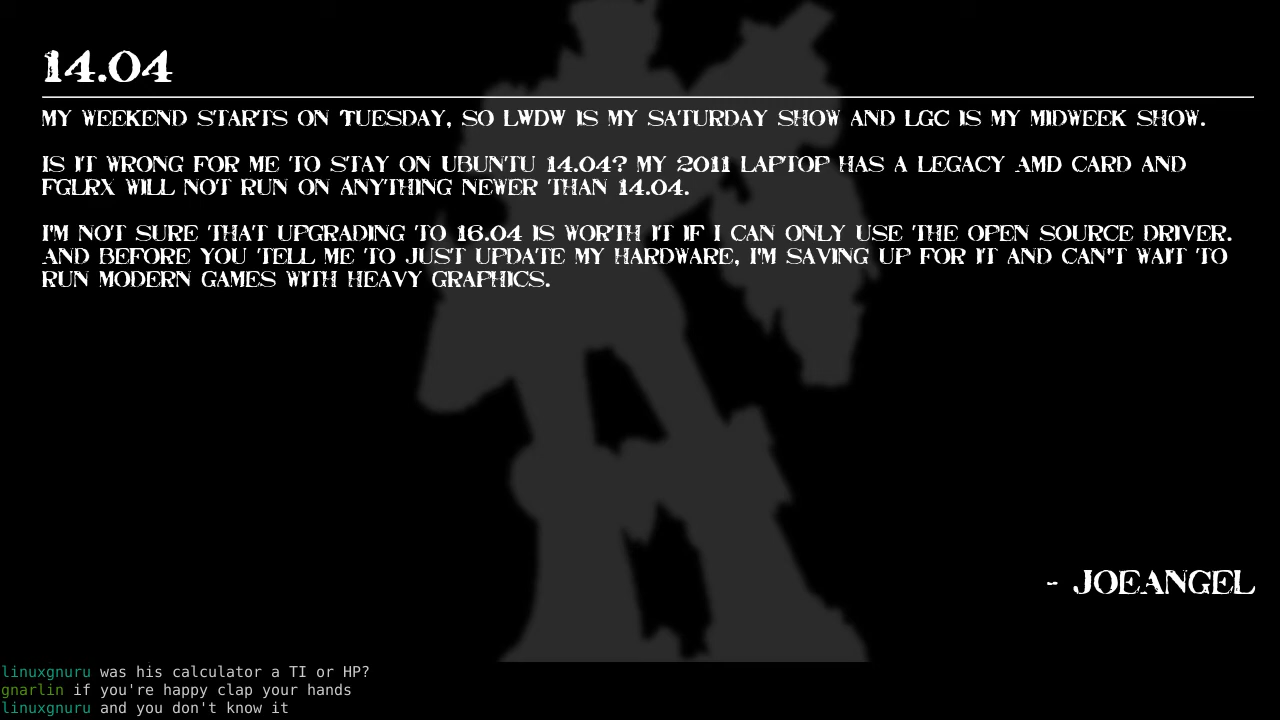 14.04
MY WEEKEND STARTS ON TUESDAY, SO LWDW IS MY SATURDAY SHOW AND LGC IS MY MIDWEEK SHOW.
IS IT WRONG FOR ME TO STAY ON UBUNTU 14.04? MY 2011 LAPTOP HAS A LEGACY AMD CARD AND
FGLRX WILL NOT RUN ON ANYTHING NEWER THAN 14.04.
I'M NOT SURE THAT UPGRADING TO 16.04 IS WORTH IT IF I CAN ONLY USE THE OPEN SOURCE DRIVER.
AND BEFORE YOU TELL ME TO JUST UPDATE MY HARDWARE, I'M SAVING UP FOR IT AND CAN'T WAIT TO
RUN MODERN GAMES WITH HEAVY GRAPHICS.
- JOEANGEL
linuxgnuru was his calculator a TI or HP?
gnarlin if you're happy clap your hands
linuxgnuru and you don't know it